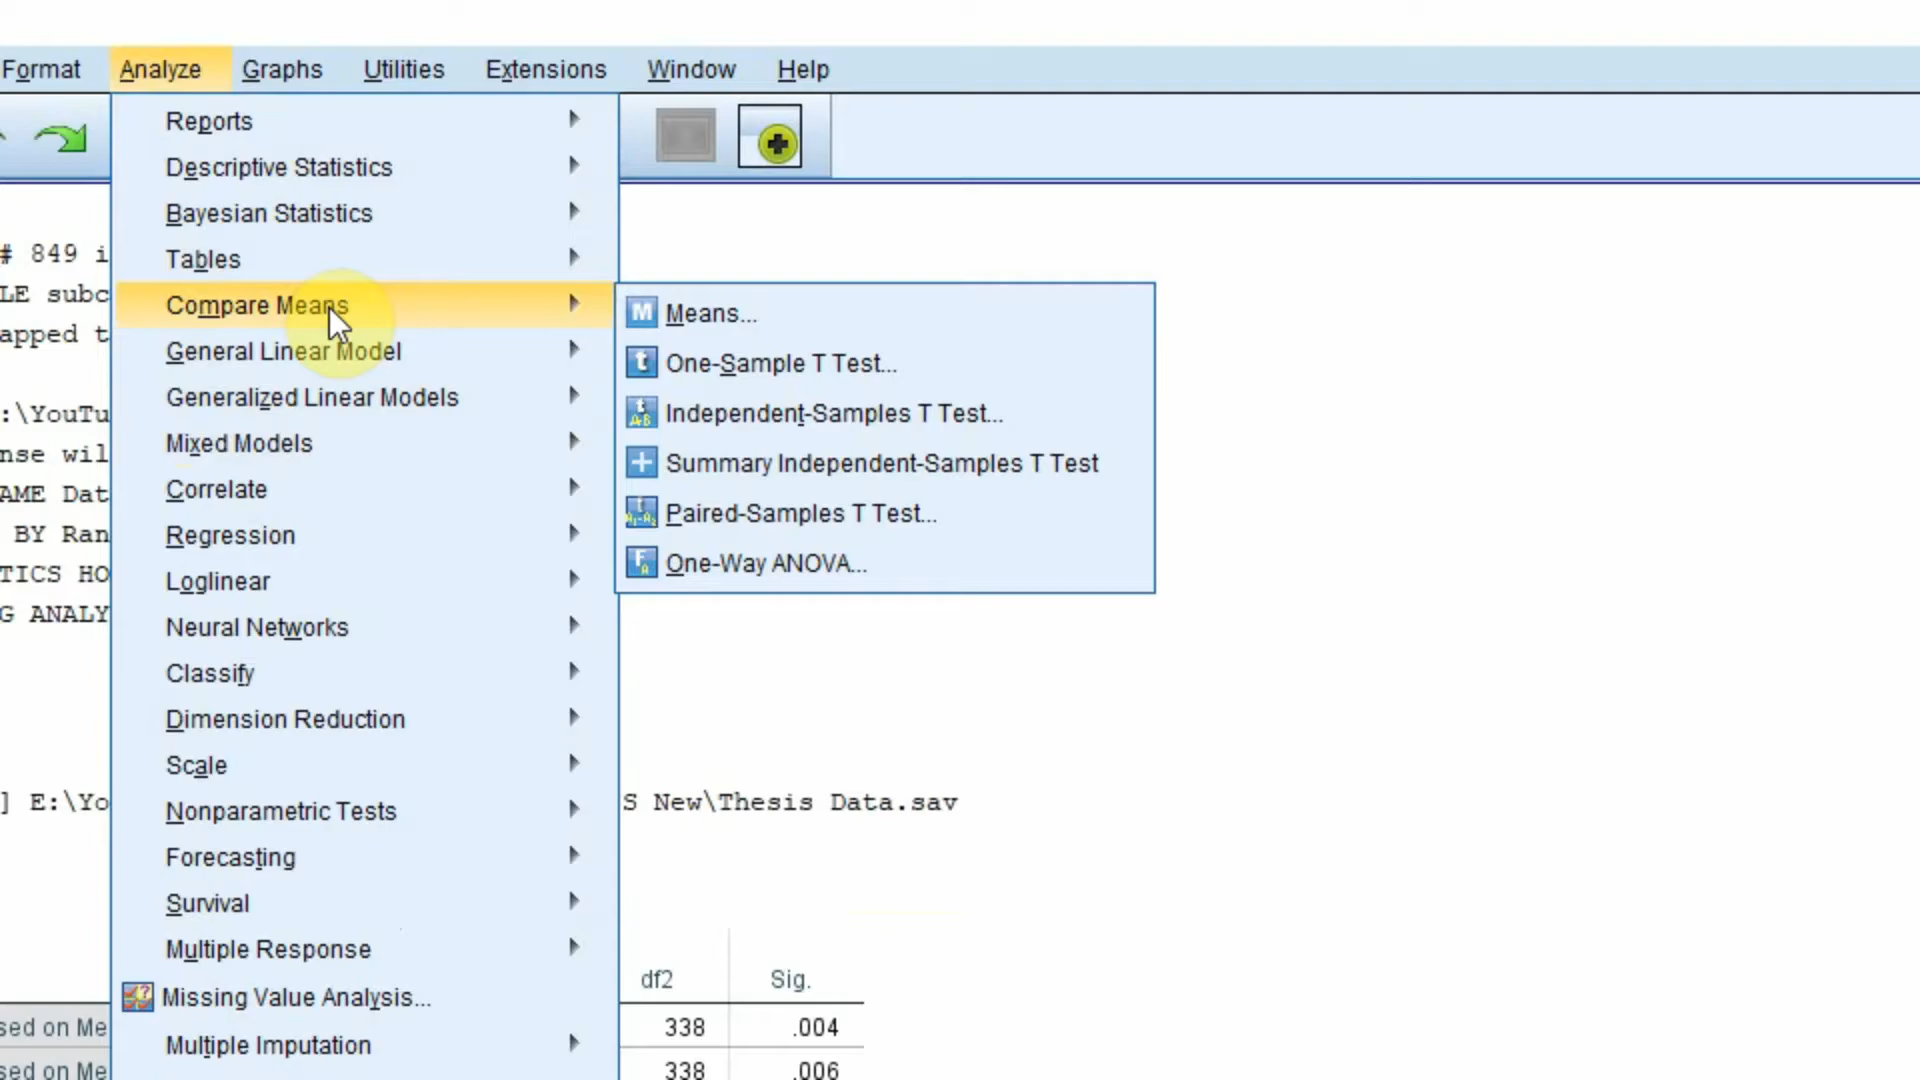 Format Analyze Graphs Utilities Extensions Window Help
Reports
Descriptive Statistics
Bayesian Statistics
Tables
Compare Means
General Linear Model
Generalized Linear Models
Mixed Models
Correlate
Regression
Loglinear
Neural Networks
Classify
Dimension Reduction
Scale
Nonparametric Tests
Forecasting
Survival
Multiple Response
Missing Value Analysis...
Multiple Imputation
Means...
One-Sample T Test...
Independent-Samples T Test...
Summary Independent-Samples T Test
Paired-Samples T Test...
One-Way ANOVA...
# 849 i
LE subc
apped t
:\YouTu
nse wil
AME Dat
BY Ran
TICS HO
G ANALY
] E:\Yo S New\Thesis Data.sav
df2 Sig.
sed on Me 338 .004
sed on Me 338 .006